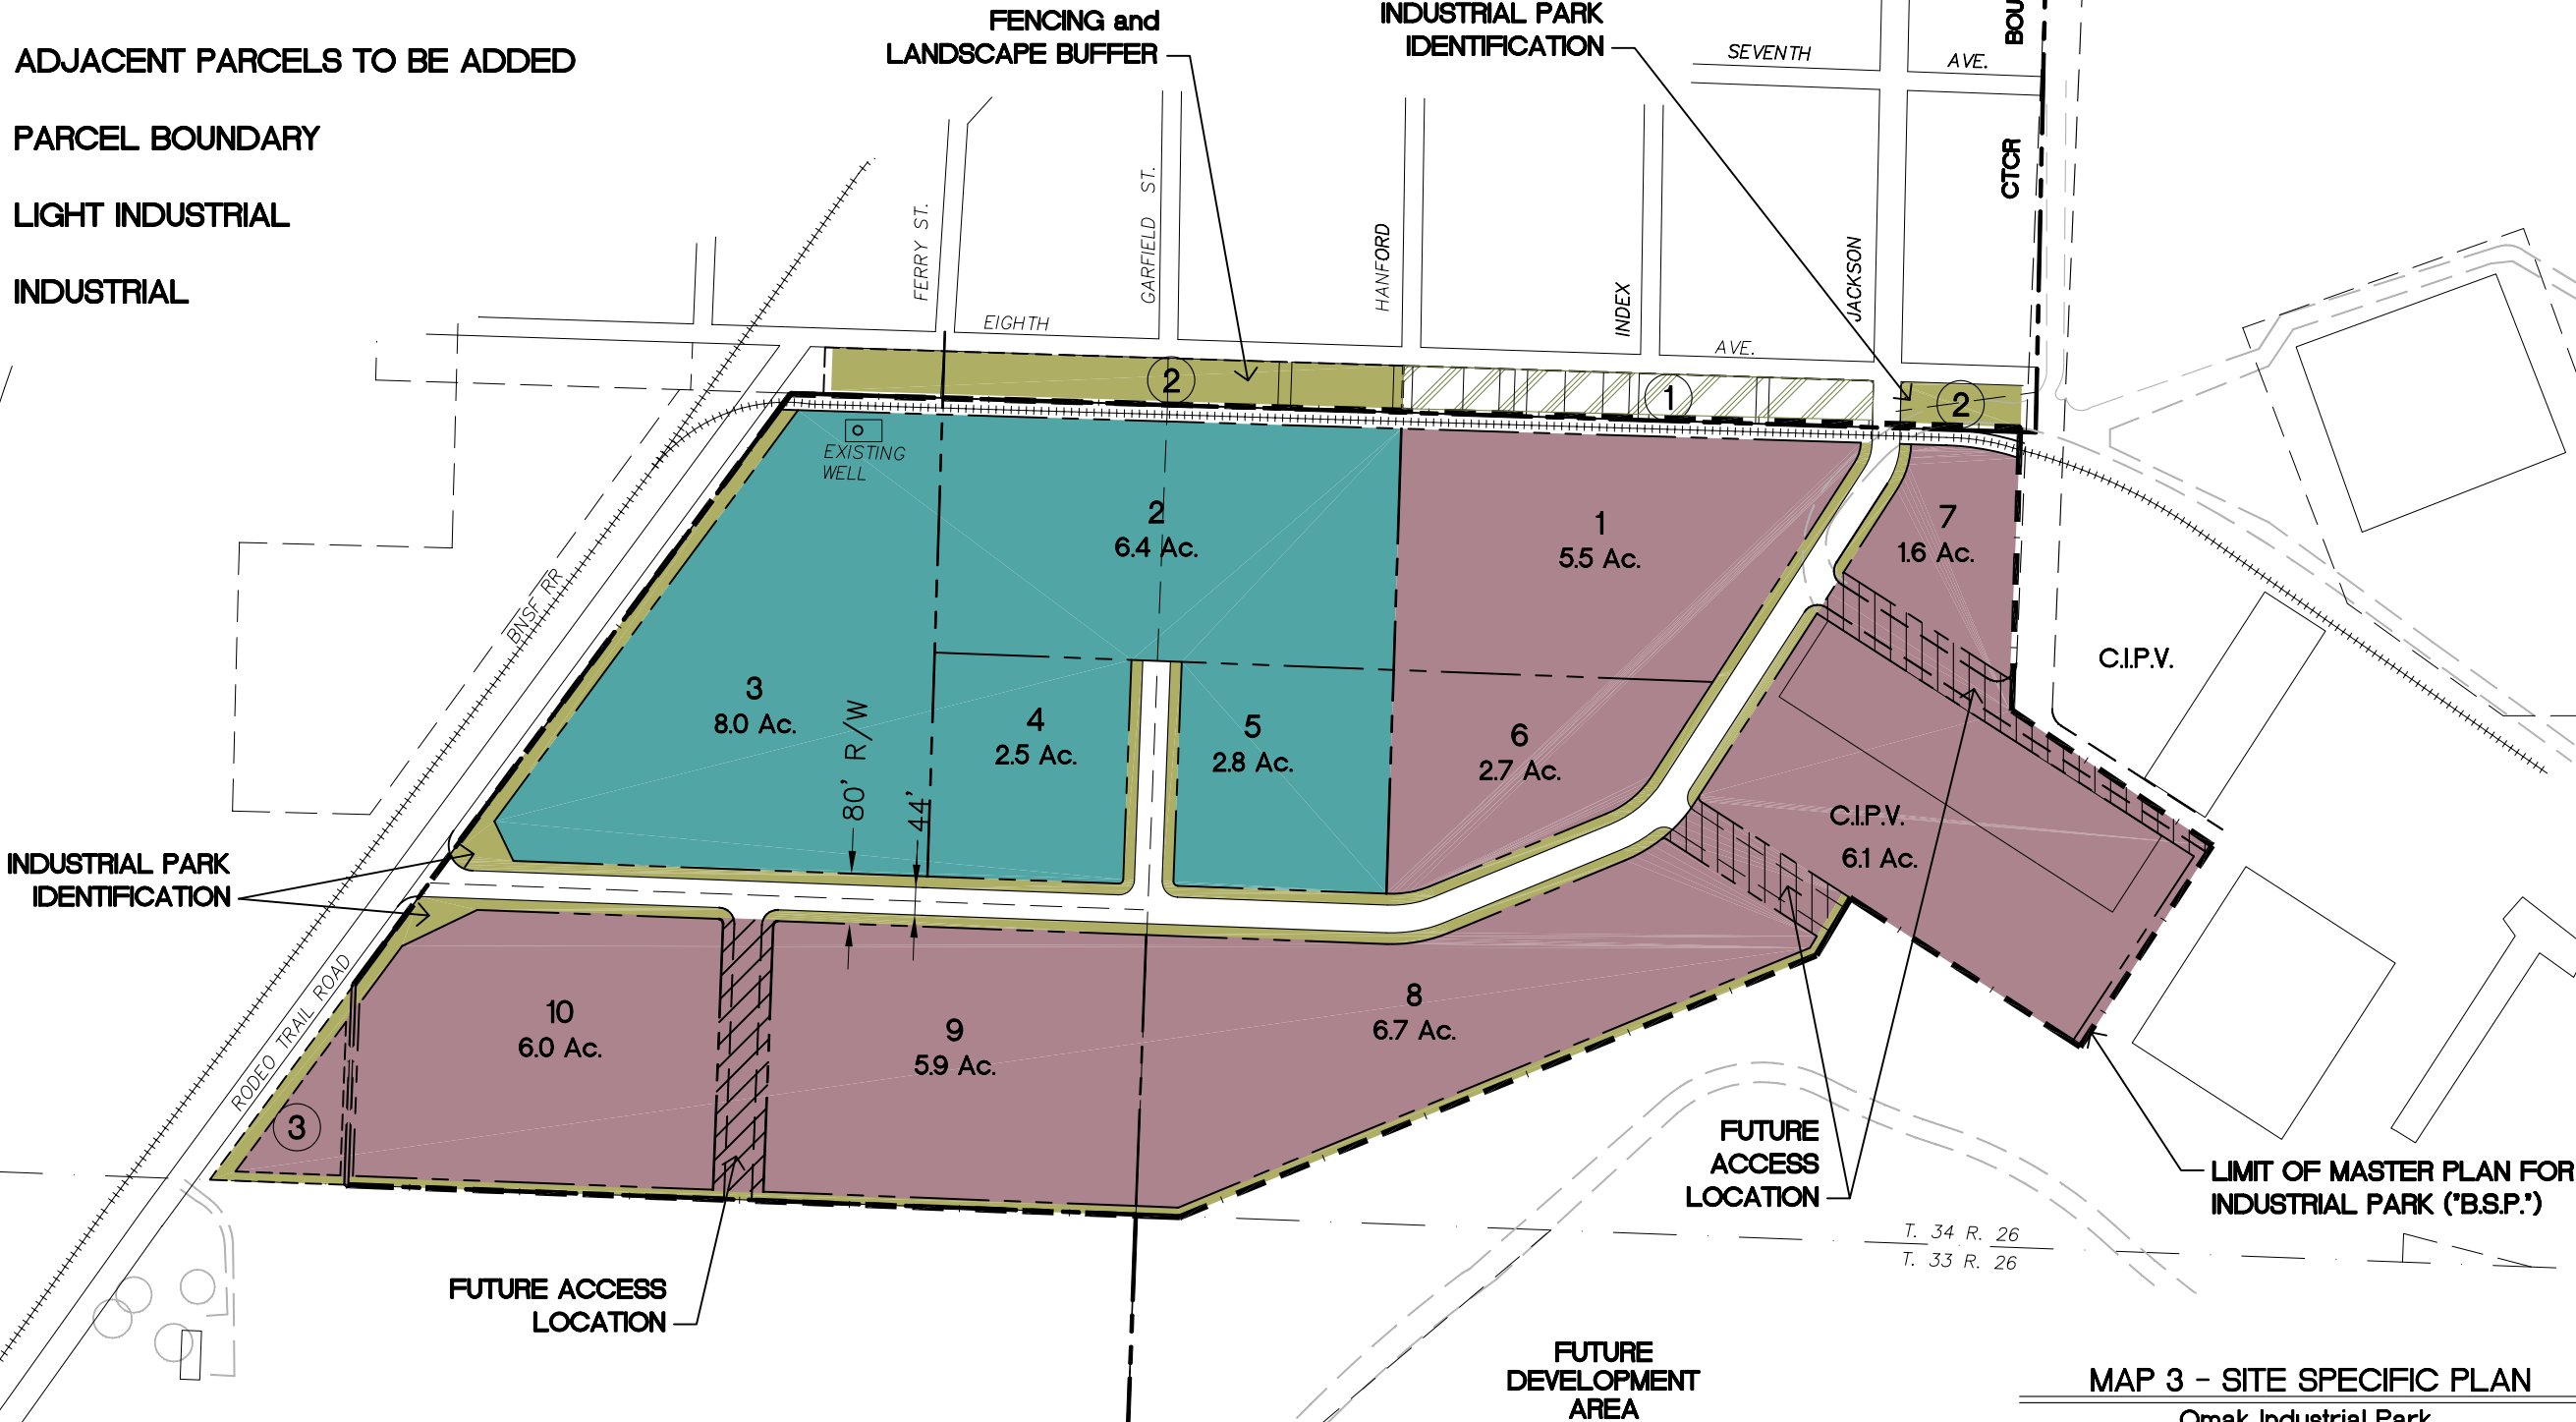 ADJACENT PARCELS TO BE ADDED
PARCEL BOUNDARY
LIGHT INDUSTRIAL
INDUSTRIAL
FENCING and
LANDSCAPE BUFFER
INDUSTRIAL PARK
IDENTIFICATION
SEVENTH AVE.
BOU
CTCR
FERRY ST.
GARFIELD ST.
HANFORD
INDEX
JACKSON
EIGHTH AVE.
2
1
2
EXISTING
WELL
2
6.4 Ac.
1
5.5 Ac.
7
1.6 Ac.
BNSF RR
C.I.P.V.
3
8.0 Ac.
4
2.5 Ac.
5
2.8 Ac.
6
2.7 Ac.
80' R/W
44'
C.I.P.V.
6.1 Ac.
INDUSTRIAL PARK
IDENTIFICATION
RODEO TRAIL ROAD
10
6.0 Ac.
9
5.9 Ac.
8
6.7 Ac.
3
FUTURE
ACCESS
LOCATION
LIMIT OF MASTER PLAN FOR
INDUSTRIAL PARK ("B.S.P.")
T. 34 R. 26
T. 33 R. 26
FUTURE ACCESS
LOCATION
FUTURE
DEVELOPMENT
AREA
MAP 3 - SITE SPECIFIC PLAN
Omak Industrial Park